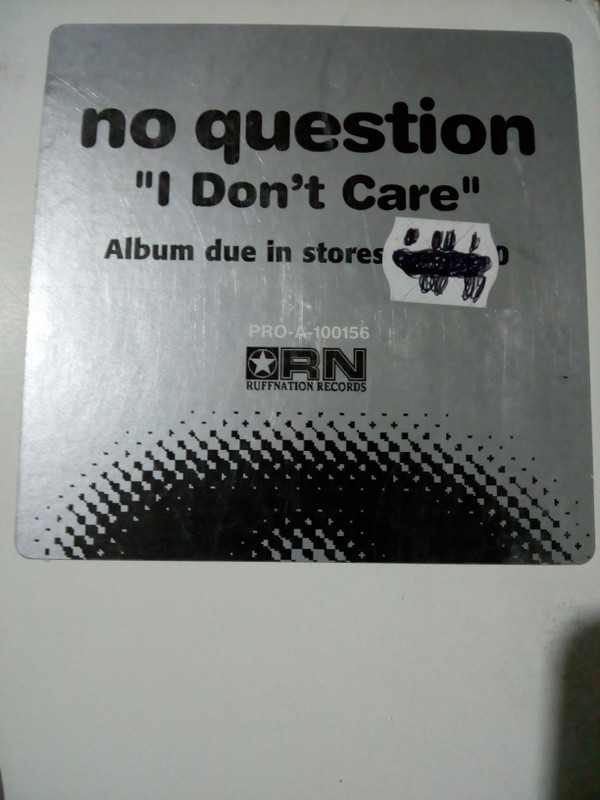 no question
"I Don't Care"
Album due in stores
PRO-A-100156
RN
RUFFNATION RECORDS